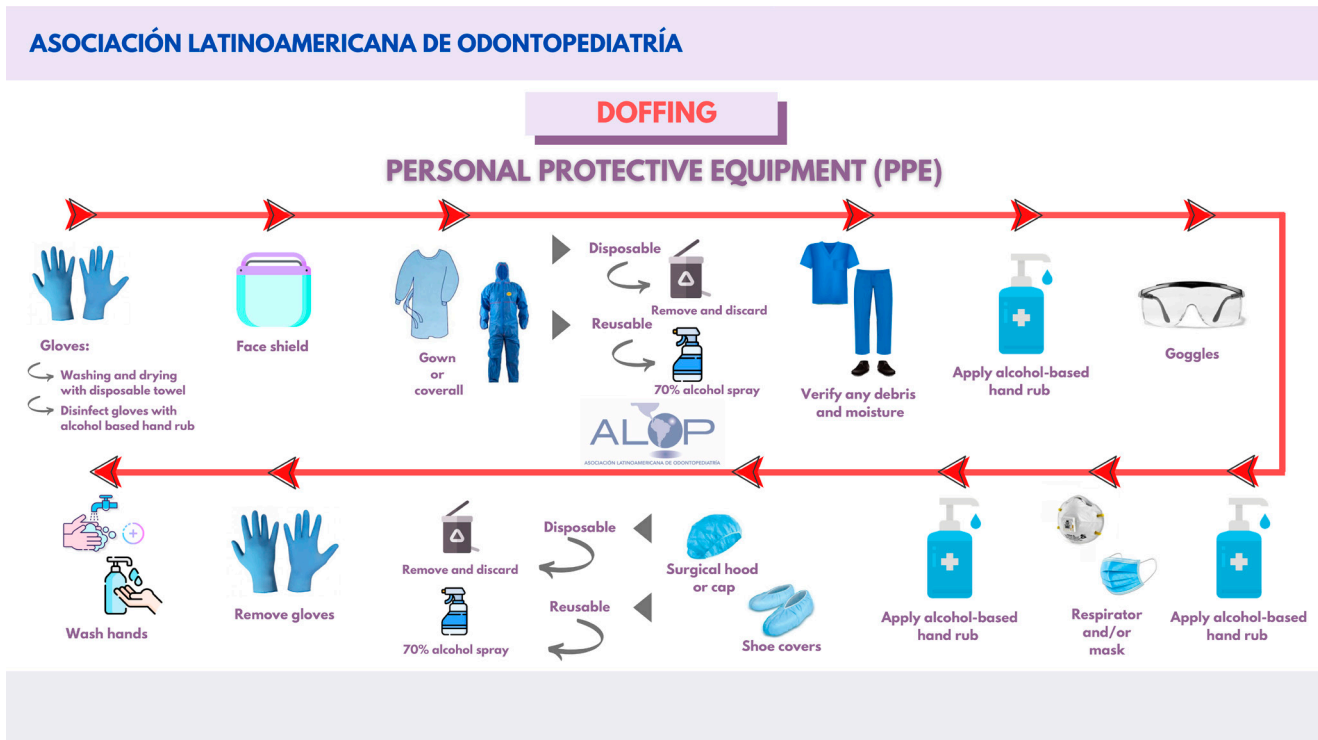 ASOCIACIÓN LATINOAMERICANA DE ODONTOPEDIATRÍA
DOFFING
PERSONAL PROTECTIVE EQUIPMENT (PPE)
Gloves:
Washing and drying
with disposable towel
Disinfect gloves with
alcohol based hand rub
Face shield
Gown
or
coverall
Disposable
Remove and discard
Reusable
70% alcohol spray
Verify any debris
and moisture
Apply alcohol-based
hand rub
Goggles
ALOP
ASOCIACIÓN LATINOAMERICANA DE ODONTOPEDIATRÍA
Apply alcohol-based
hand rub
Respirator
and/or
mask
Apply alcohol-based
hand rub
Surgical hood
or cap
Shoe covers
Disposable
Remove and discard
Reusable
70% alcohol spray
Remove gloves
Wash hands